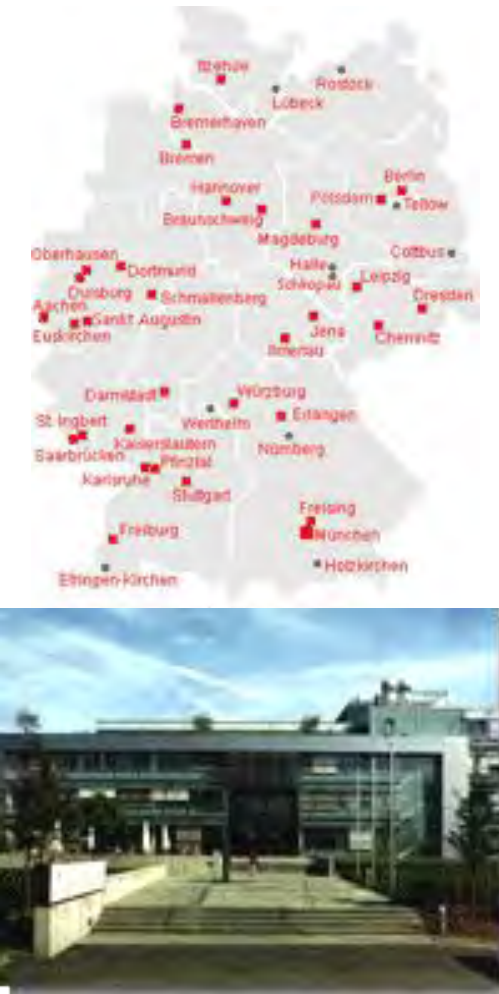 Itzehoe
Rostock
Lübeck
Bremerhaven
Bremen
Hannover
Berlin
Potsdam
Teltow
Braunschweig
Magdeburg
Cottbus
Oberhausen
Dortmund
Halle
Schkopau
Leipzig
Duisburg
Schmallenberg
Dresden
Aachen
Sankt Augustin
Jena
Chemnitz
Euskirchen
Ilmenau
Darmstadt
Würzburg
Wertheim
Erlangen
St. Ingbert
Kaiserslautern
Nürnberg
Saarbrücken
Pfinztal
Karlsruhe
Stuttgart
Freising
Freiburg
München
Holzkirchen
Efringen-Kirchen